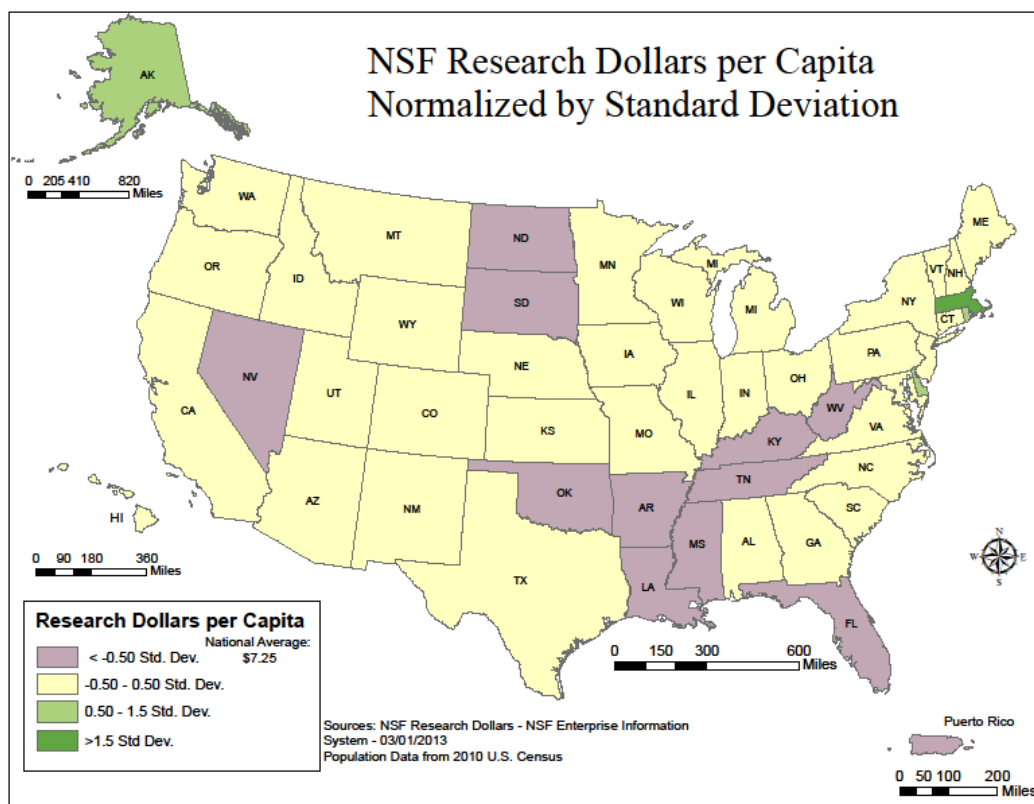 NSF Research Dollars per Capita
Normalized by Standard Deviation
AK
0 205 410 820
Miles
WA
MT
ND
MN
MI
ME
OR
ID
SD
WI
MI
NY
VT
NH
WY
CT
NV
NE
IA
PA
CA
UT
CO
IL
IN
OH
WV
VA
KS
MO
KY
AZ
NM
OK
AR
TN
NC
SC
HI
MS
AL
GA
TX
LA
FL
N
W E
S
0 90 180 360
Miles
0 150 300 600
Miles
Research Dollars per Capita
National Average:
$7.25
< -0.50 Std. Dev.
-0.50 - 0.50 Std. Dev.
0.50 - 1.5 Std. Dev.
>1.5 Std Dev.
Sources: NSF Research Dollars - NSF Enterprise Information
System - 03/01/2013
Population Data from 2010 U.S. Census
Puerto Rico
0 50 100 200
Miles